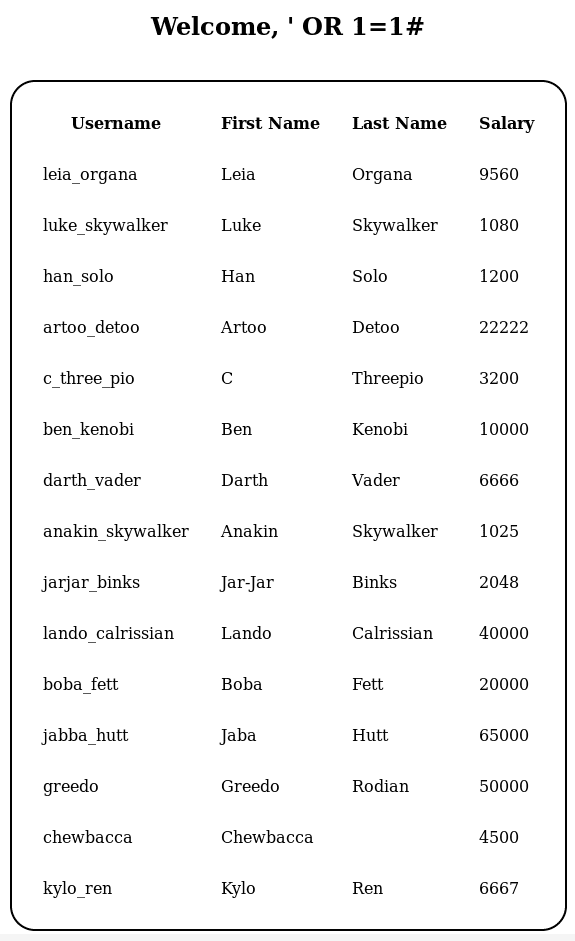 Welcome, ' OR 1=1#
Username First Name Last Name Salary
leia_organa Leia Organa 9560
luke_skywalker Luke Skywalker 1080
han_solo Han Solo 1200
artoo_detoo Artoo Detoo 22222
c_three_pio C Threepio 3200
ben_kenobi Ben Kenobi 10000
darth_vader Darth Vader 6666
anakin_skywalker Anakin Skywalker 1025
jarjar_binks Jar-Jar Binks 2048
lando_calrissian Lando Calrissian 40000
boba_fett Boba Fett 20000
jabba_hutt Jaba Hutt 65000
greedo Greedo Rodian 50000
chewbacca Chewbacca 4500
kylo_ren Kylo Ren 6667